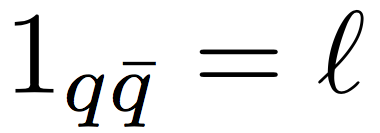 1_{q\bar{q}} = \ell